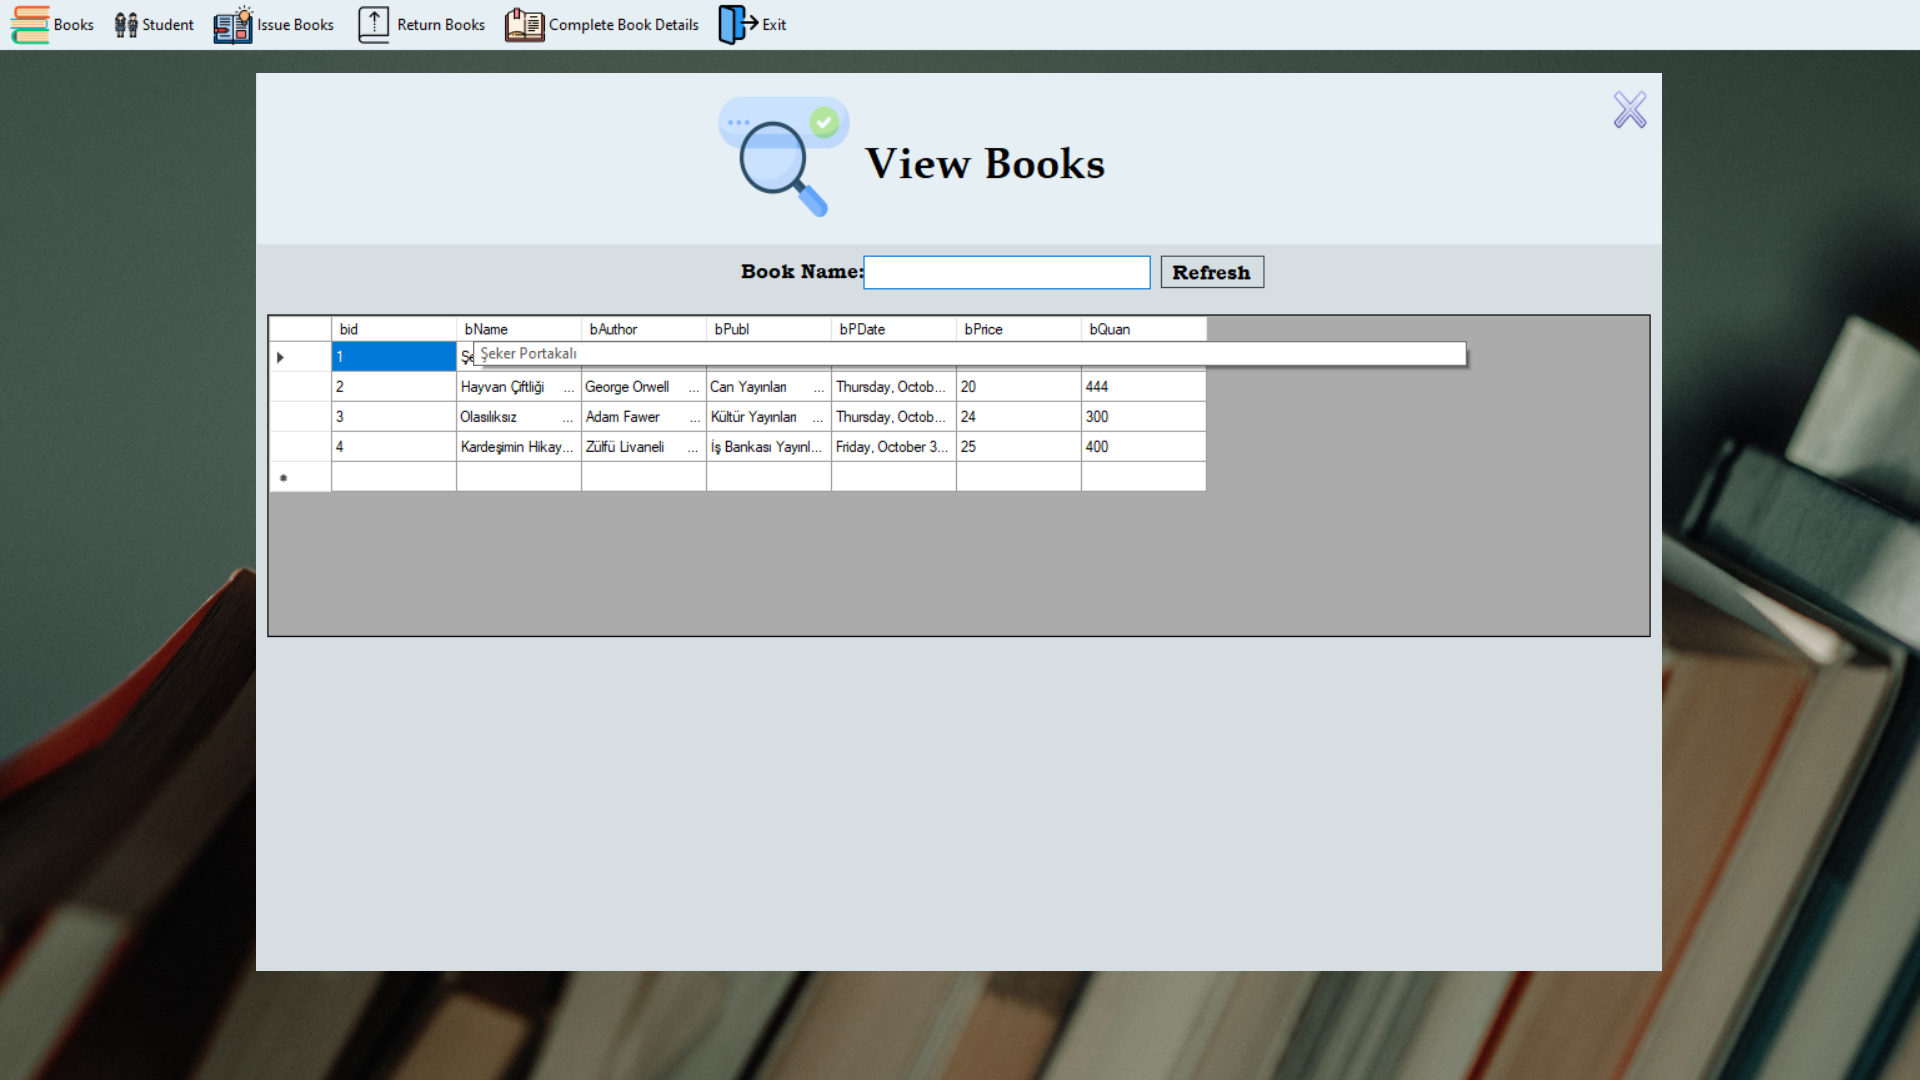 Books Student Issue Books Return Books Complete Book Details Exit
View Books
Book Name: Refresh
bid bName bAuthor bPubl bPDate bPrice bQuan
1 Şe Şeker Portakalı
2 Hayvan Çiftliği ... George Orwell ... Can Yayınları ... Thursday, Octob... 20 444
3 Olasılıksız ... Adam Fawer ... Kültür Yayınları ... Thursday, Octob... 24 300
4 Kardeşimin Hikay... Zülfü Livaneli ... İş Bankası Yayınl... Friday, October 3... 25 400